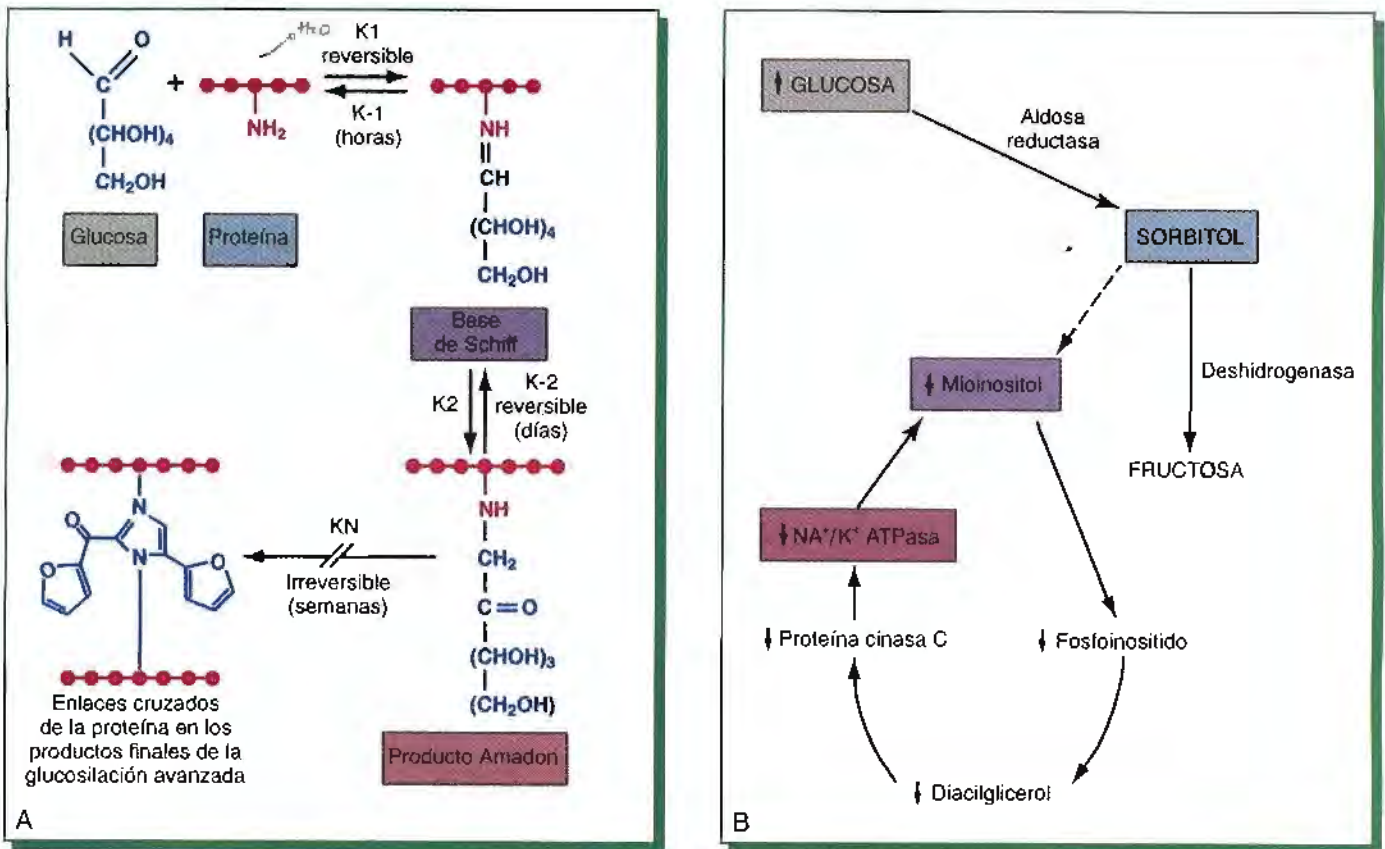 H O
C
(CHOH)₄
CH₂OH
+
NH₂
H₂O
K1
reversible
K-1
(horas)
NH
CH
(CHOH)₄
CH₂OH
Glucosa
Proteína
Base
de Schiff
K2
K-2
reversible
(días)
NH
CH₂
C=O
(CHOH)₃
(CH₂OH)
Producto Amadon
KN
Irreversible
(semanas)
O
N
N
O
O
Enlaces cruzados
de la proteína en los
productos finales de la
glucosilación avanzada
A
GLUCOSA
Aldosa
reductasa
SORBITOL
Mioinositol
Deshidrogenasa
FRUCTOSA
↓ NA⁺/K⁺ ATPasa
↓ Proteína cinasa C
↓ Fosfoinositido
↓ Diacilglicerol
B